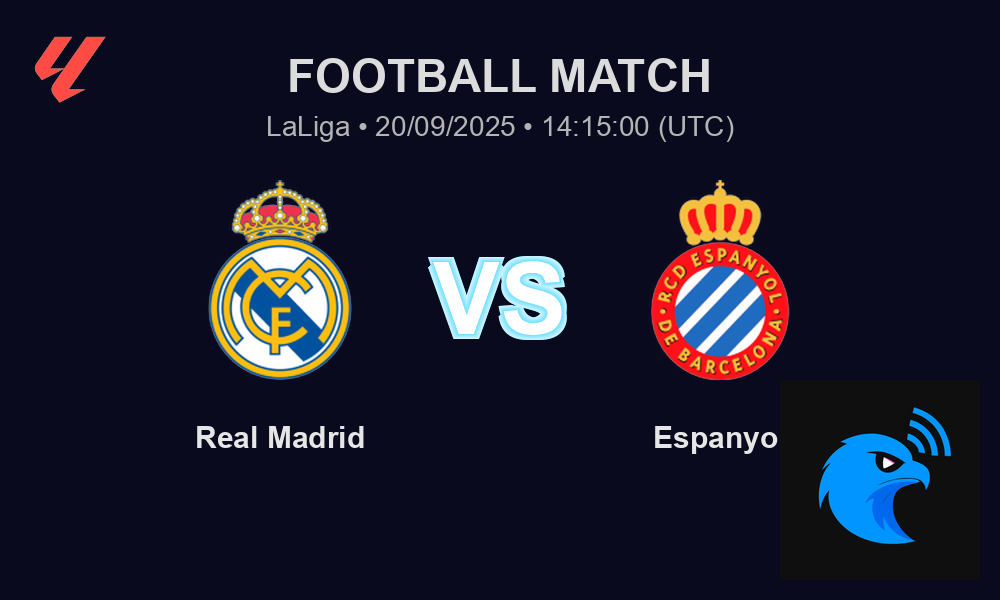 FOOTBALL MATCH
LaLiga • 20/09/2025 • 14:15:00 (UTC)
RCD ESPANYOL
DE BARCELONA
VS
Real Madrid
Espanyo